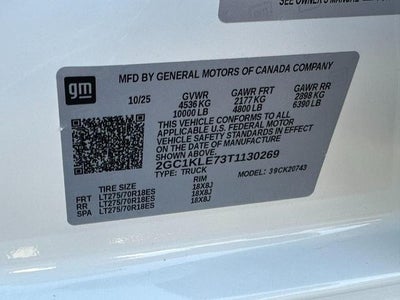 SEE OWNER'S MANUAL
gm
MFD BY GENERAL MOTORS OF CANADA COMPANY
10/25 GVWR GAWR FRT GAWR RR
4536 KG 2177 KG 2898 KG
10000 LB 4800 LB 6390 LB
THIS VEHICLE CONFORMS TO ALL
APPLICABLE U.S. FEDERAL MOTOR
VEHICLE SAFETY STANDARDS IN EFFECT ON
THE DATE OF MANUFACTURE SHOWN ABOVE.
2GC1KLE73T1130269
TYPE: TRUCK MODEL: 39CK20743
TIRE SIZE RIM
FRT LT275/70R18ES 18X8J
RR LT275/70R18ES 18X8J
SPA LT275/70R18ES 18X8J